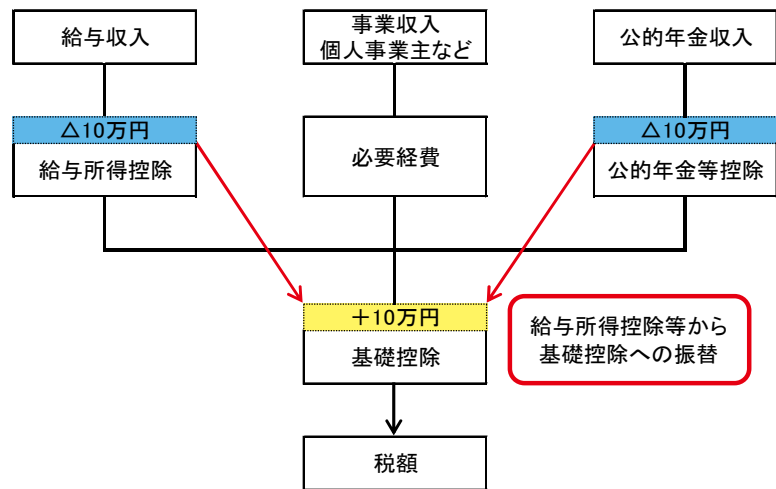 給与収入
事業収入
個人事業主など
公的年金収入
△10万円
給与所得控除
必要経費
△10万円
公的年金等控除
＋10万円
基礎控除
給与所得控除等から
基礎控除への振替
税額